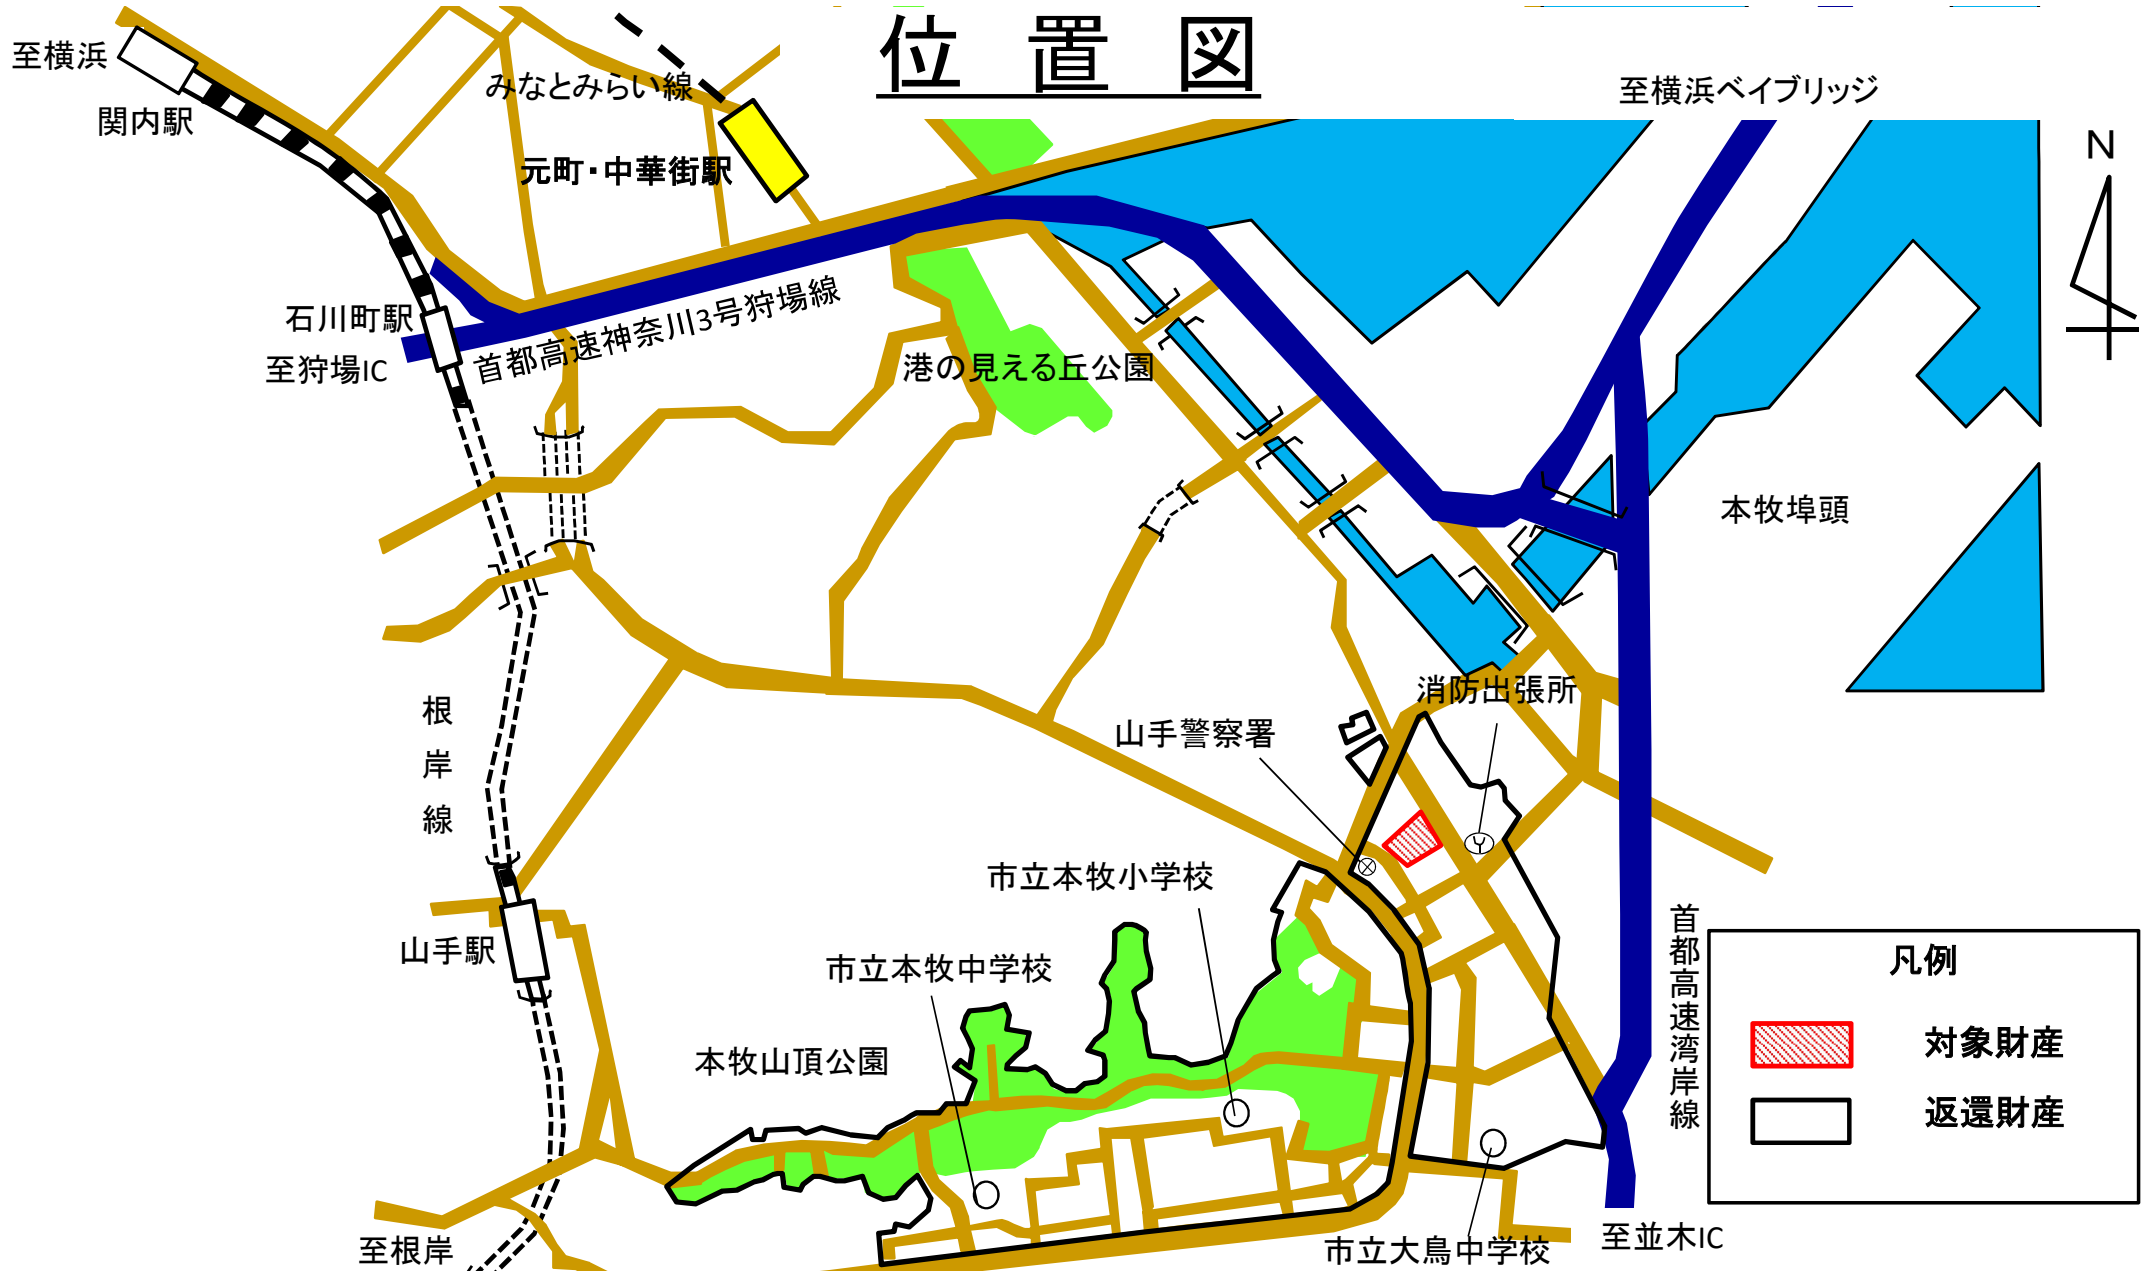 位 置 図
至横浜
関内駅
みなとみらい線
元町・中華街駅
至横浜ベイブリッジ
N
石川町駅
至狩場IC
首都高速神奈川3号狩場線
港の見える丘公園
本牧埠頭
根岸線
消防出張所
山手警察署
市立本牧小学校
山手駅
市立本牧中学校
本牧山頂公園
首都高速湾岸線
凡例
対象財産
返還財産
至根岸
市立大鳥中学校
至並木IC